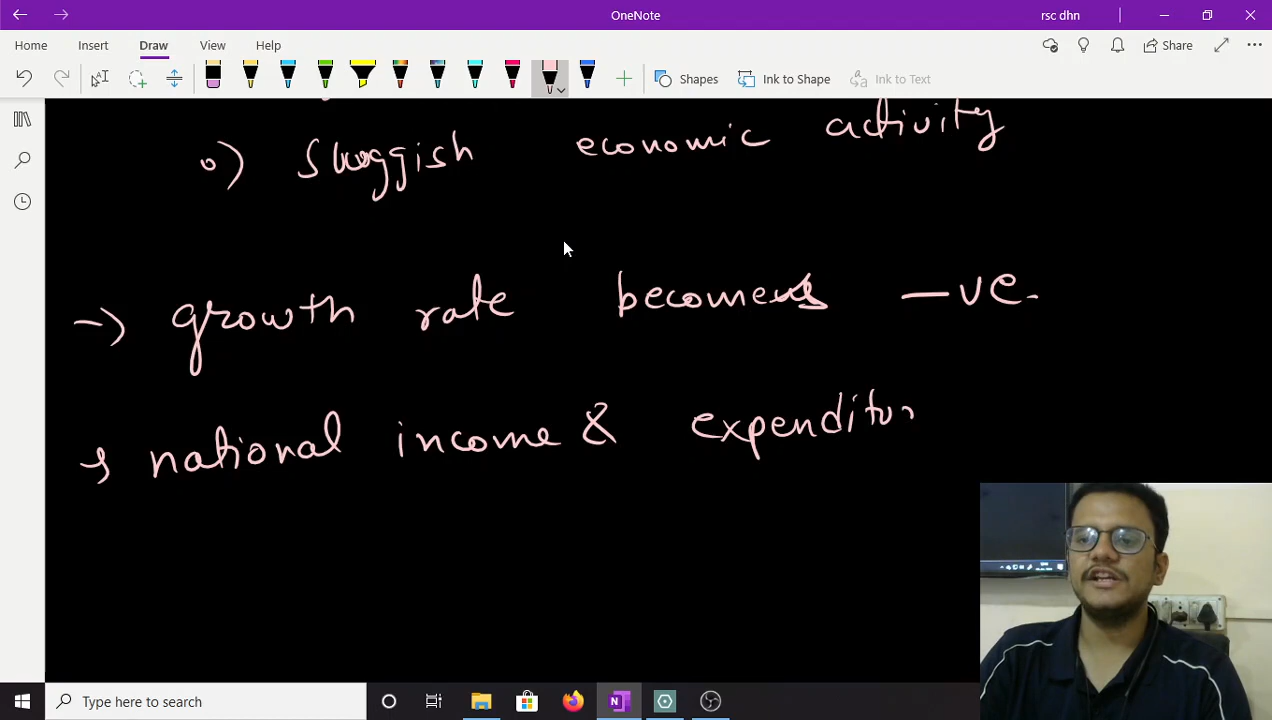 OneNote
rsc dhn
Home Insert Draw View Help
Share
Shapes Ink to Shape Ink to Text
o) Sluggish economic activity
→ growth rate becomes -ve.
→ national income & expenditur
Type here to search